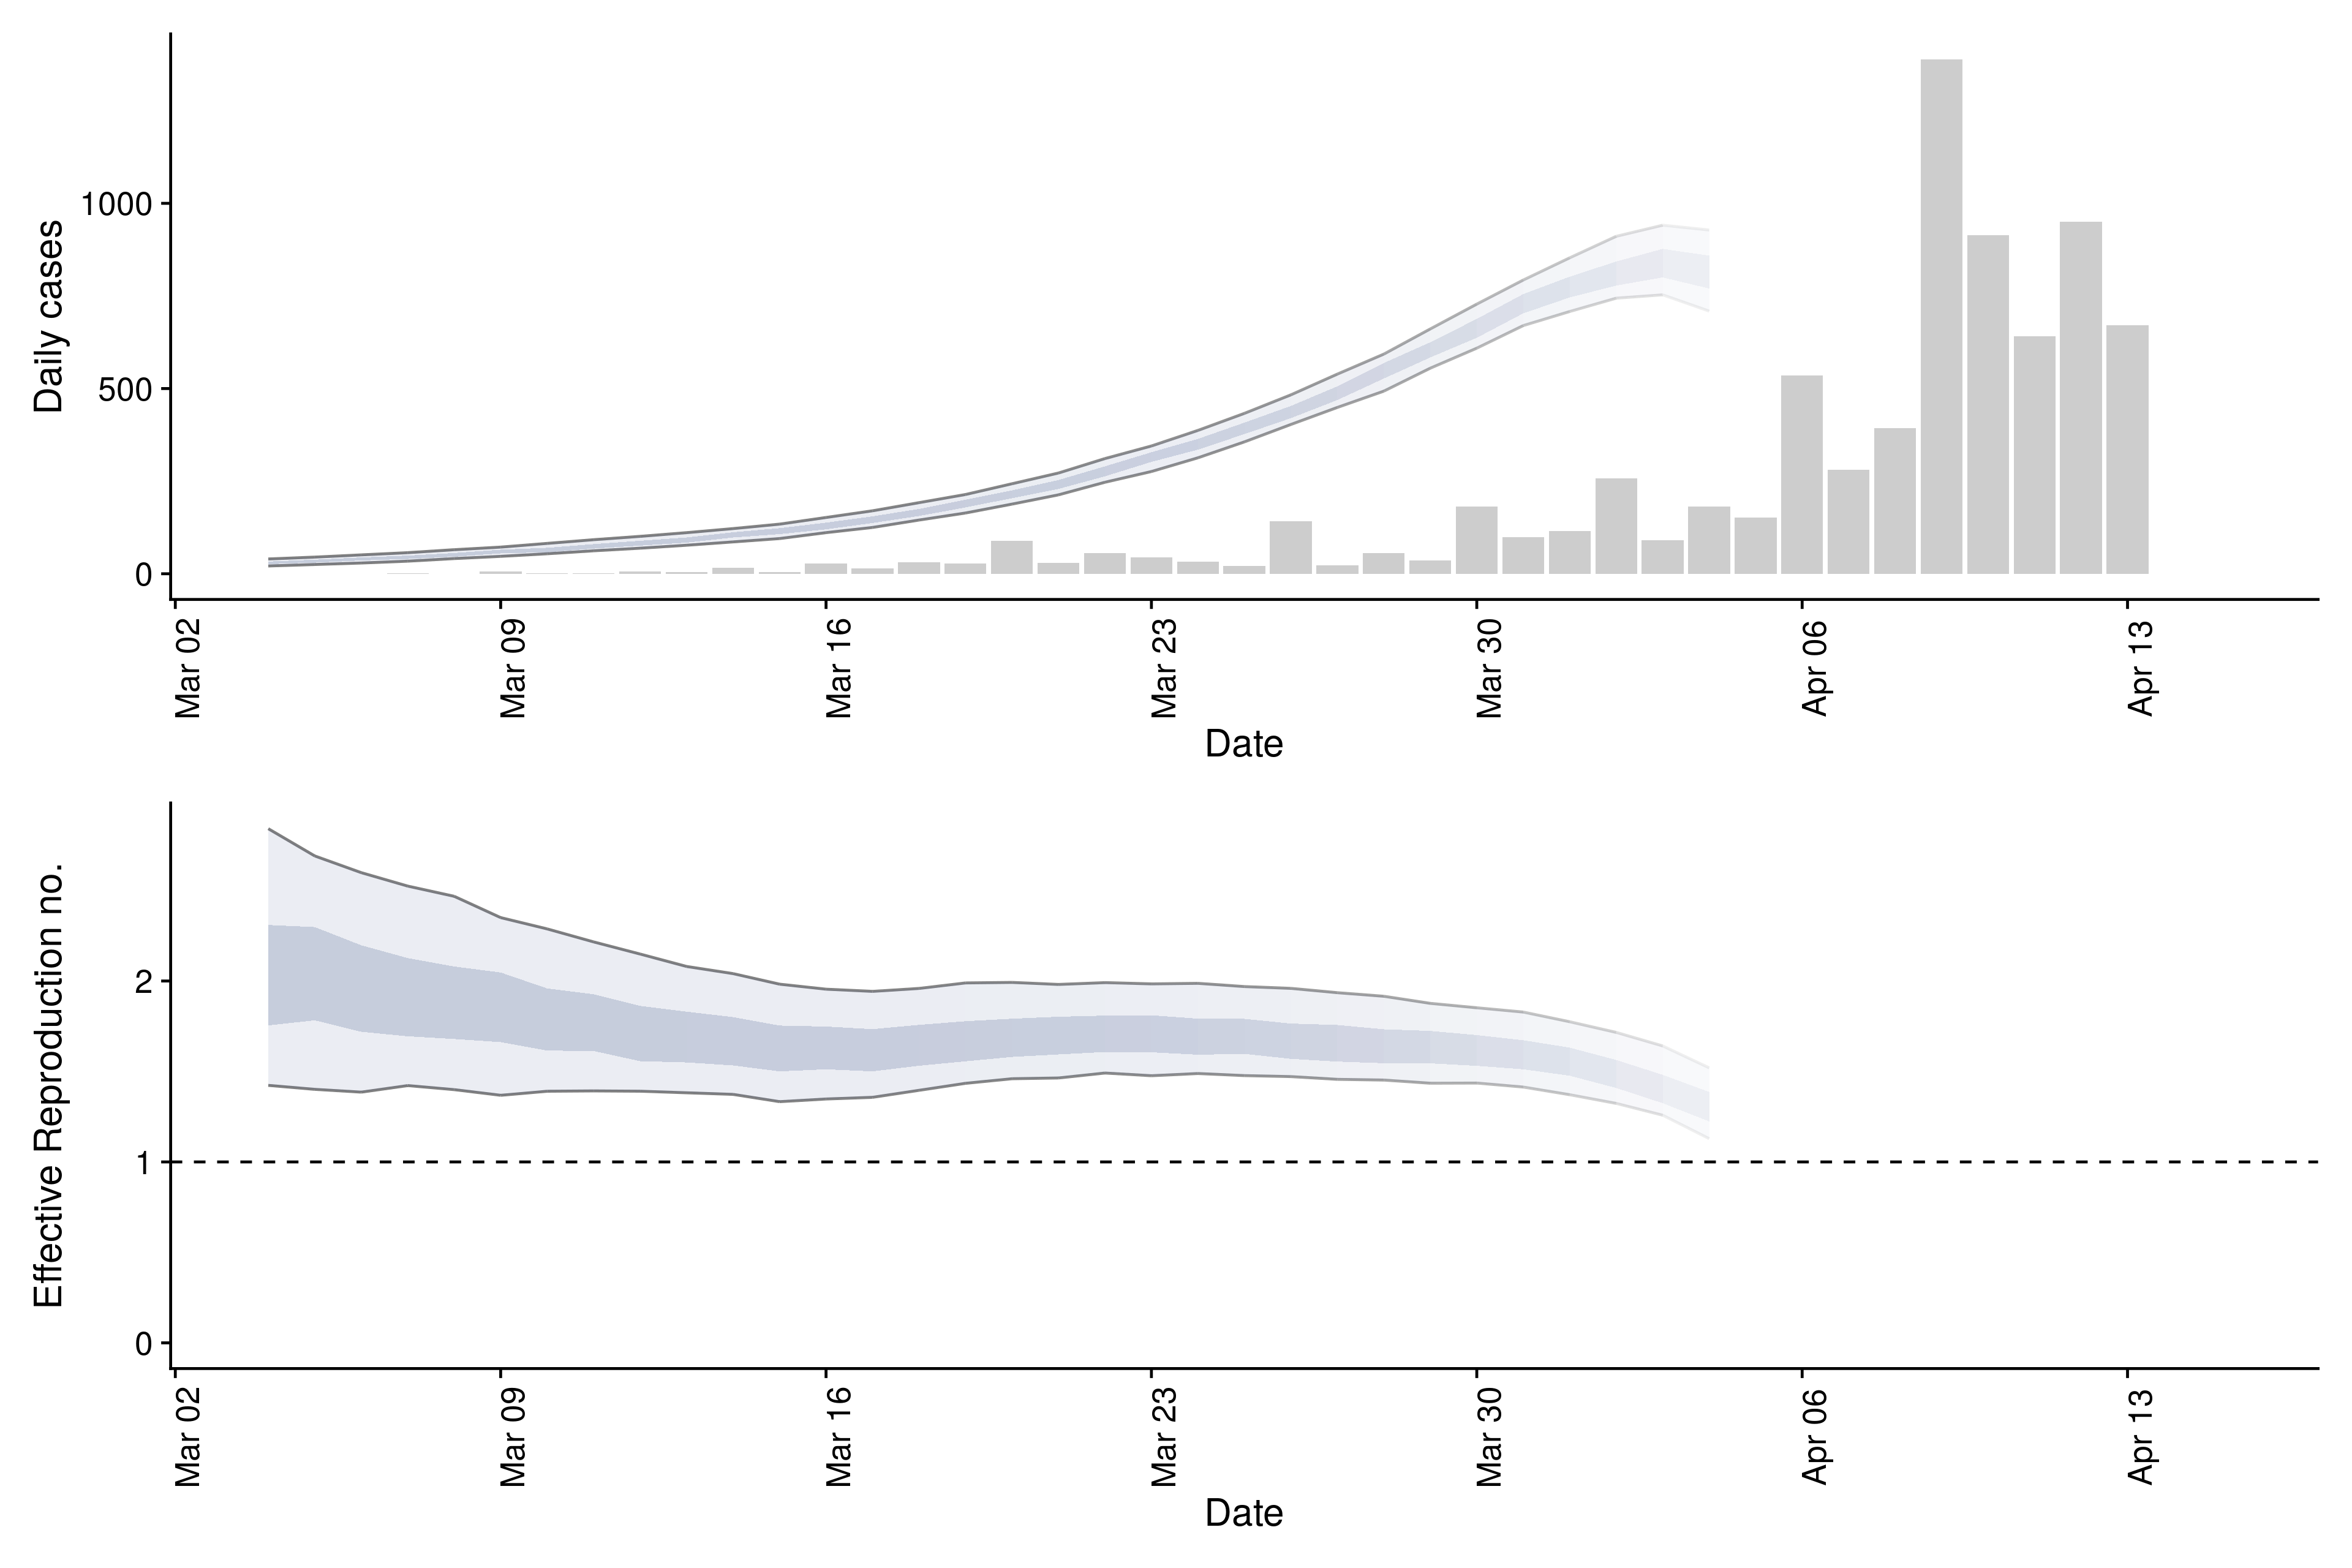 Daily cases
1000
500
0
Mar 02
Mar 09
Mar 16
Mar 23
Mar 30
Apr 06
Apr 13
Date
Effective Reproduction no.
2
1
0
Mar 02
Mar 09
Mar 16
Mar 23
Mar 30
Apr 06
Apr 13
Date